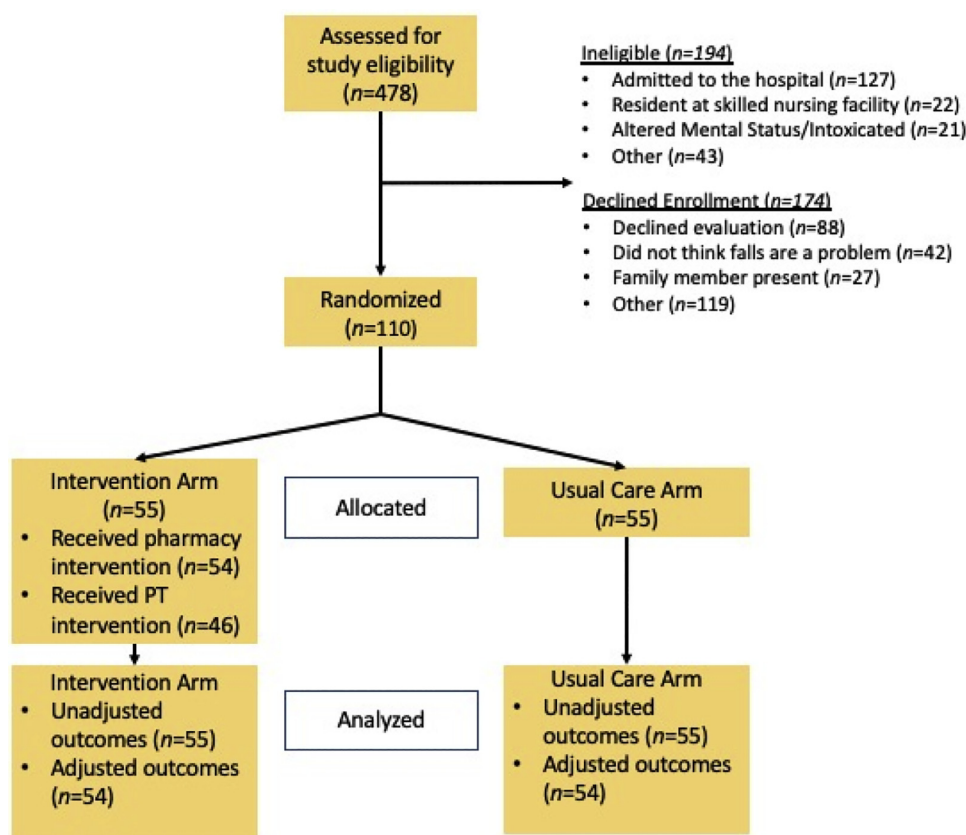 Assessed for
study eligibility
(n=478)
Ineligible (n=194)
• Admitted to the hospital (n=127)
• Resident at skilled nursing facility (n=22)
• Altered Mental Status/Intoxicated (n=21)
• Other (n=43)
Declined Enrollment (n=174)
• Declined evaluation (n=88)
• Did not think falls are a problem (n=42)
• Family member present (n=27)
• Other (n=119)
Randomized
(n=110)
Intervention Arm
(n=55)
• Received pharmacy
intervention (n=54)
• Received PT
intervention (n=46)
Allocated
Usual Care Arm
(n=55)
Intervention Arm
• Unadjusted
outcomes (n=55)
• Adjusted outcomes
(n=54)
Analyzed
Usual Care Arm
• Unadjusted
outcomes (n=55)
• Adjusted outcomes
(n=54)